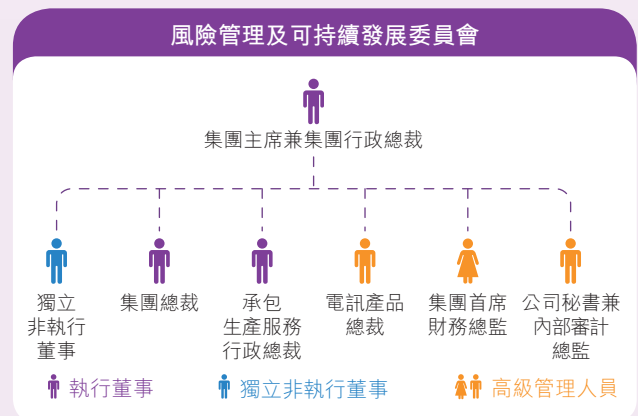 風險管理及可持續發展委員會
集團主席兼集團行政總裁
獨立
非執行
董事
集團總裁
承包
生產服務
行政總裁
電訊產品
總裁
集團首席
財務總監
公司秘書兼
內部審計
總監
執行董事
獨立非執行董事
高級管理人員